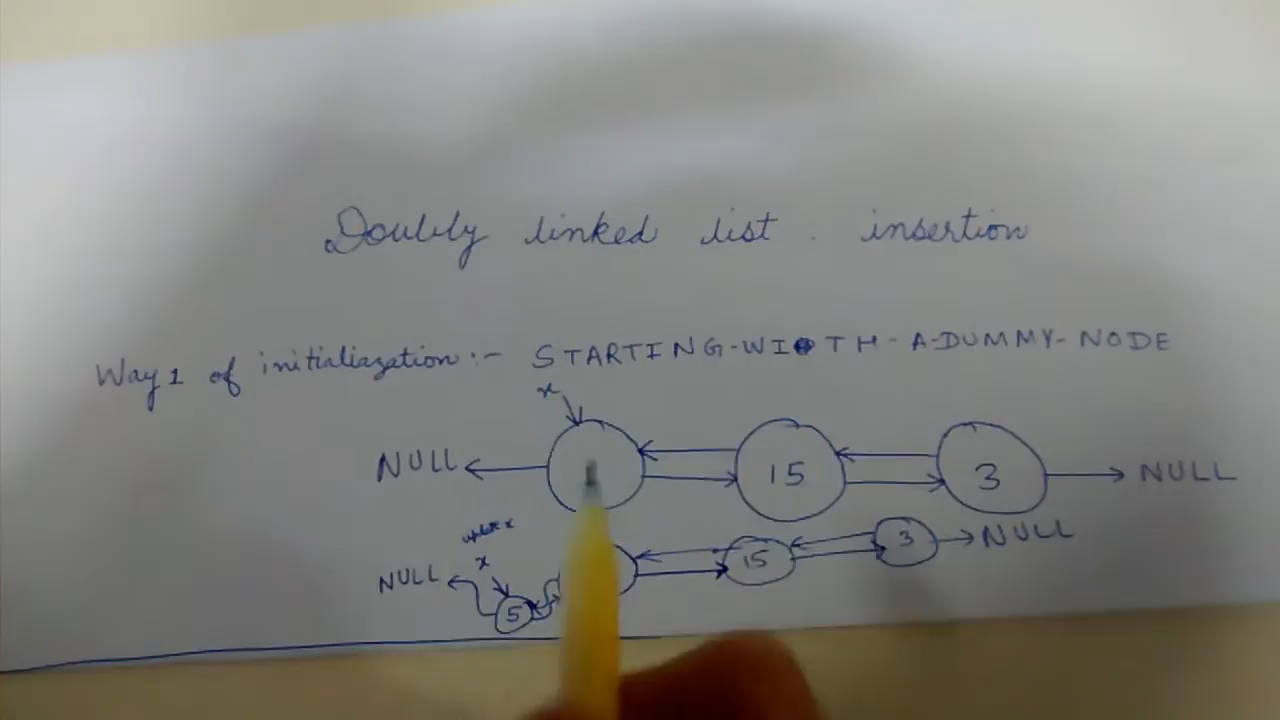 Doubly linked list . insertion
Way 1 of initialiazation :- STARTING-WITH-A-DUMMY-NODE
x
NULL 15 3 NULL
x
NULL 5 15 3 NULL